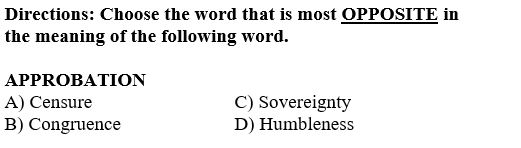 Directions: Choose the word that is most OPPOSITE in
the meaning of the following word.
APPROBATION
A) Censure
C) Sovereignty
B) Congruence
D) Humbleness